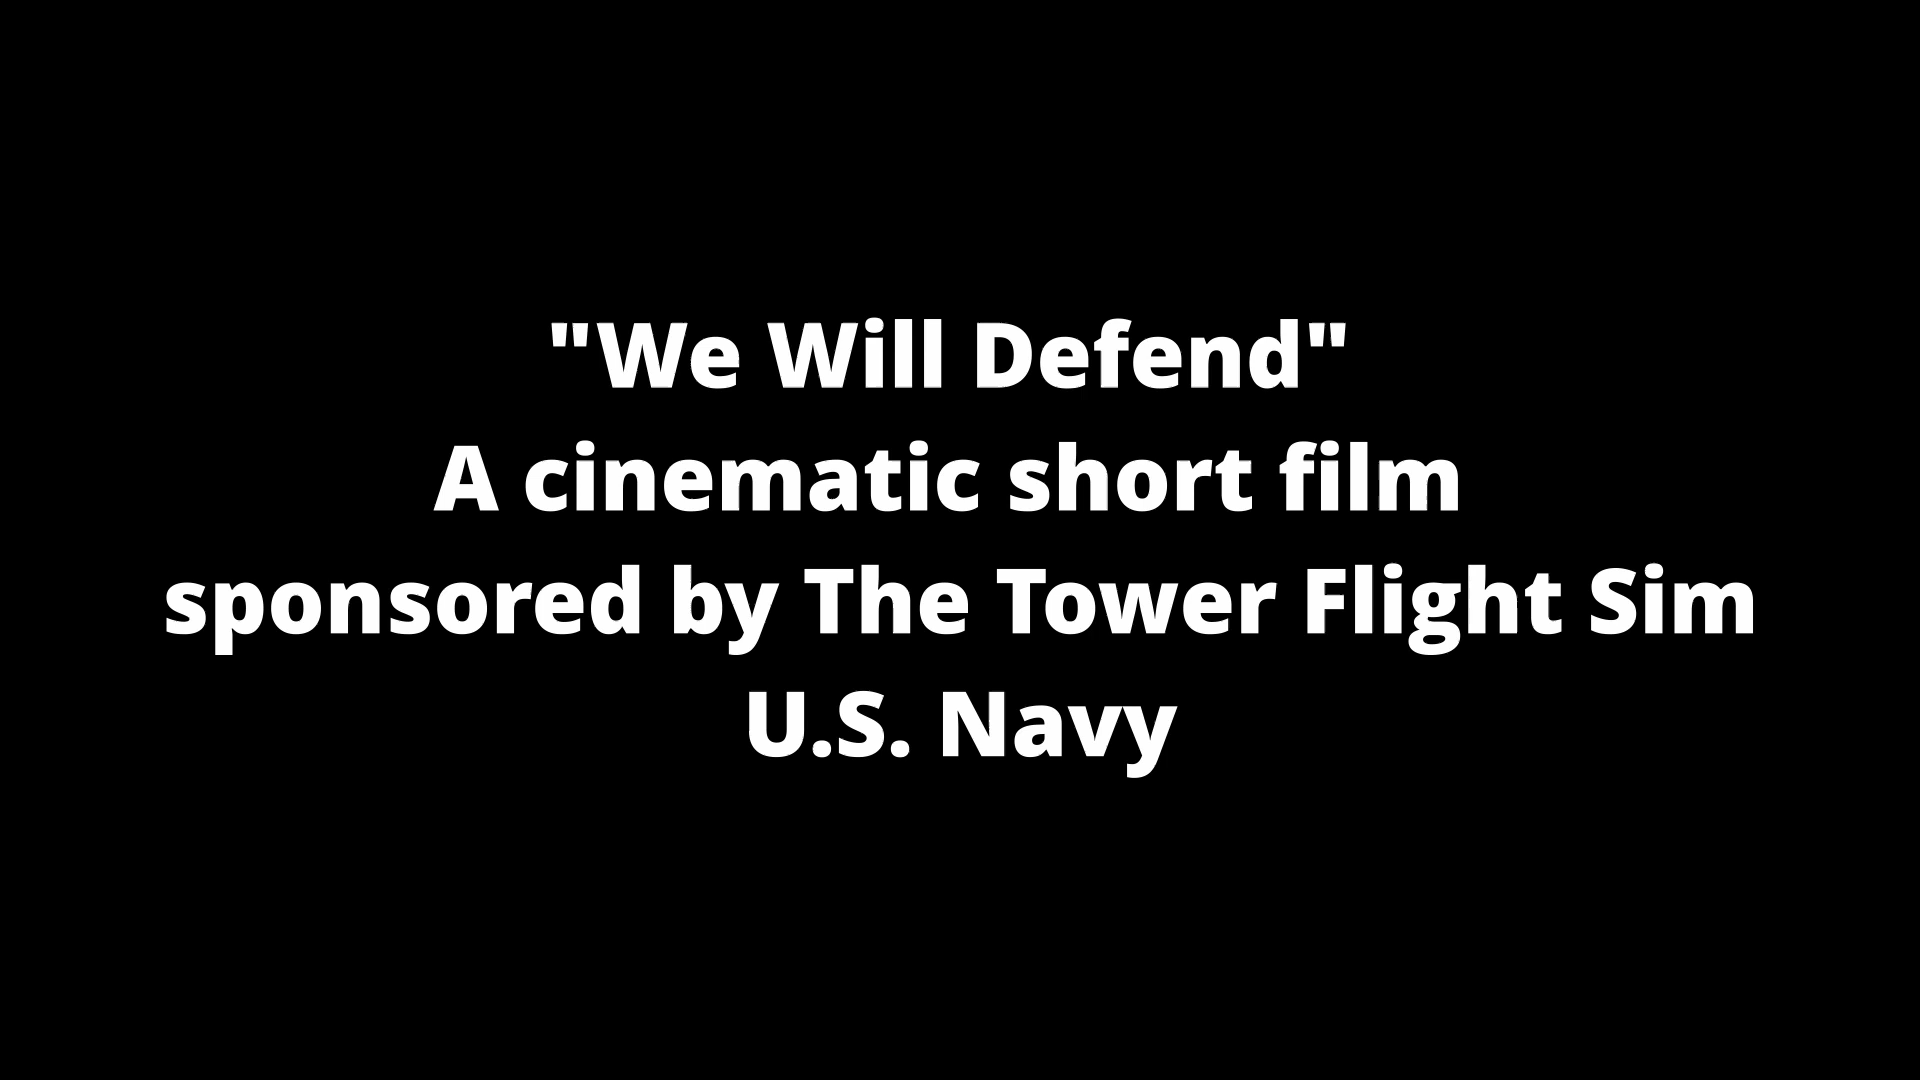 "We Will Defend"
A cinematic short film
sponsored by The Tower Flight Sim
U.S. Navy